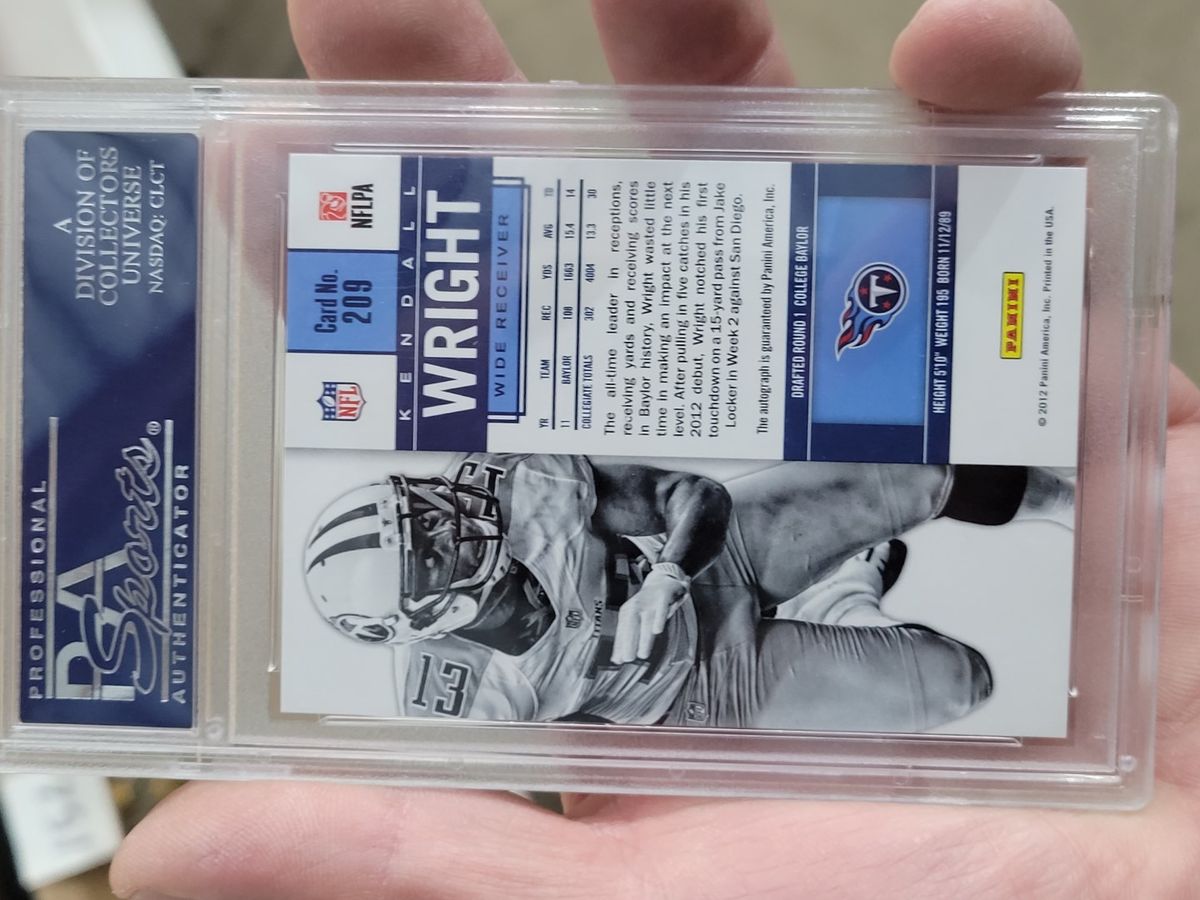 A
DIVISION OF
COLLECTORS
UNIVERSE
NASDAQ: CLCT
PROFESSIONAL
PSA
Sports®
AUTHENTICATOR
NFL
Card No.
209
NFLPA
KENDALL
WRIGHT
WIDE RECEIVER
YR TEAM REC YDS AVG TD
11 BAYLOR 108 1663 15.4 14
COLLEGIATE TOTALS 302 4004 13.3 30
The all-time leader in receptions,
receiving yards and receiving scores
in Baylor history, Wright wasted little
time in making an impact at the next
level. After pulling in five catches in his
2012 debut, Wright notched his first
touchdown on a 15-yard pass from Jake
Locker in Week 2 against San Diego.
The autograph is guaranteed by Panini America, Inc.
DRAFTED ROUND 1 COLLEGE BAYLOR
T
HEIGHT 5'10" WEIGHT 195 BORN 11/12/89
PANINI
© 2012 Panini America, Inc. Printed in the USA.
TITANS
13